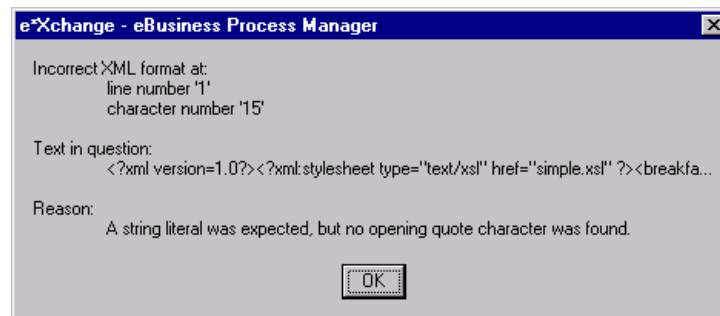 e*Xchange - eBusiness Process Manager
Incorrect XML format at:
line number '1'
character number '15'
Text in question:
<?xml version=1.0?><?xml:stylesheet type="text/xsl" href="simple.xsl" ?><breakfa...
Reason:
A string literal was expected, but no opening quote character was found.
OK